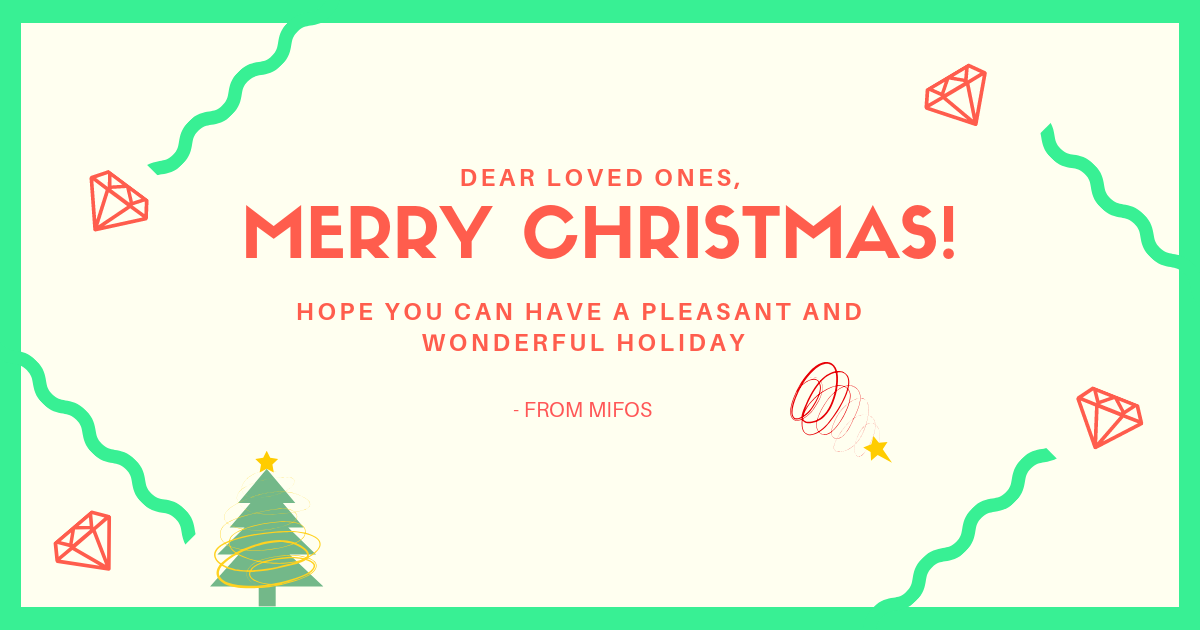 DEAR LOVED ONES,
MERRY CHRISTMAS!
HOPE YOU CAN HAVE A PLEASANT AND
WONDERFUL HOLIDAY
- FROM MIFOS